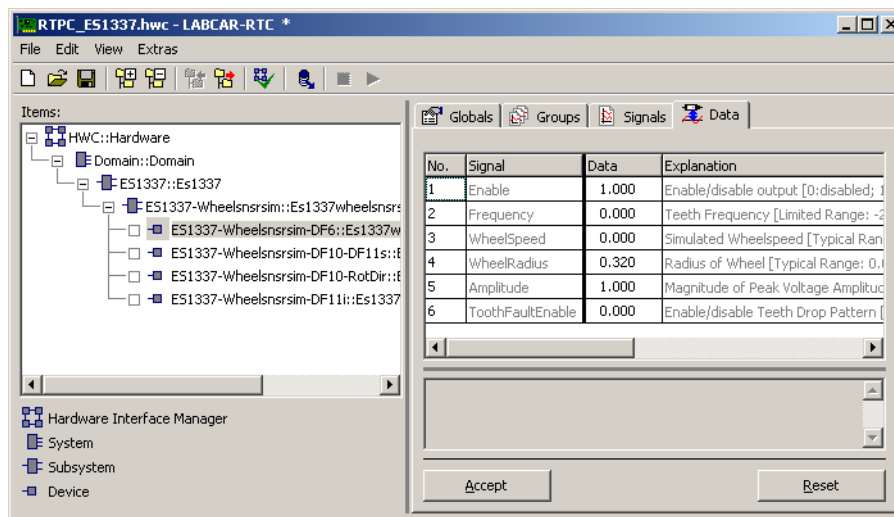 RTPC_ES1337.hwc - LABCAR-RTC *
File Edit View Extras
Items:
HWC::Hardware
Domain::Domain
ES1337::Es1337
ES1337-Wheelsnsrsim::Es1337wheelsnsrs
ES1337-Wheelsnsrsim-DF6::Es1337w
ES1337-Wheelsnsrsim-DF10-DF11s::E
ES1337-Wheelsnsrsim-DF10-RotDir::E
ES1337-Wheelsnsrsim-DF11i::Es1337
Hardware Interface Manager
System
Subsystem
Device
Globals Groups Signals Data
No. Signal Data Explanation
1 Enable 1.000 Enable/disable output [0:disabled; 1
2 Frequency 0.000 Teeth Frequency [Limited Range: -2
3 WheelSpeed 0.000 Simulated Wheelspeed [Typical Ran
4 WheelRadius 0.320 Radius of Wheel [Typical Range: 0.0
5 Amplitude 1.000 Magnitude of Peak Voltage Amplituc
6 ToothFaultEnable 0.000 Enable/disable Teeth Drop Pattern [
Accept Reset